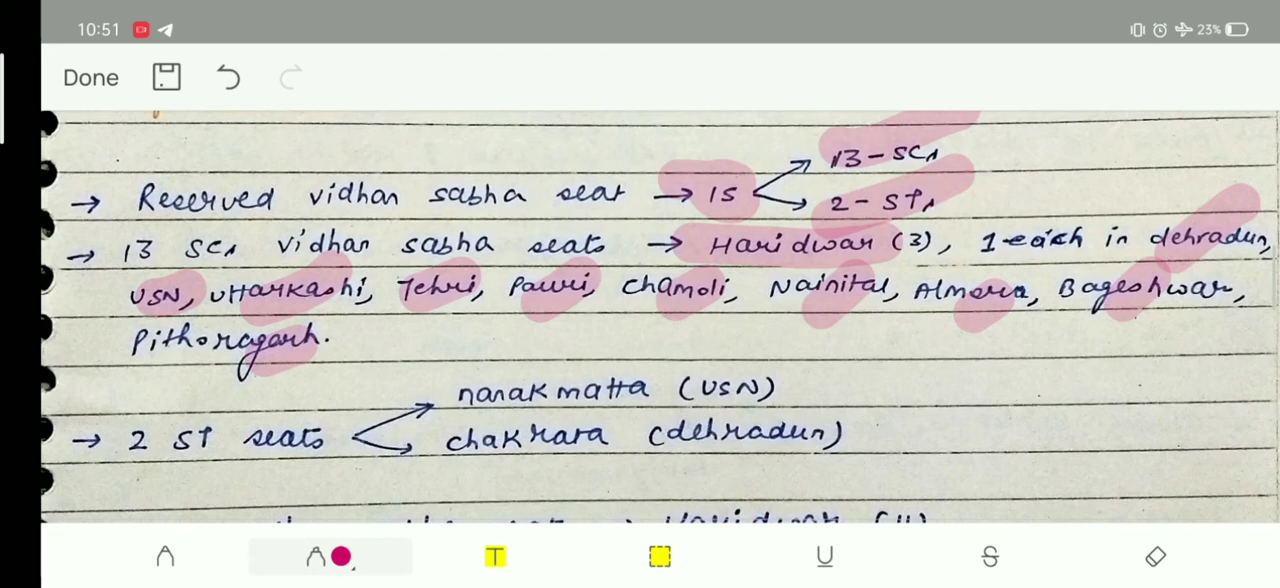 10:51 23%
Done
13 - SC
→ Reserved vidhan sabha seat → 15
2 - ST
→ 13 SC vidhan sabha seats → Haridwar (3), 1 each in dehradun,
USN, Uttarkashi, Tehri, Pauri, Chamoli, Nainital, Almora, Bageshwar,
Pithoragarh.
nanakmatta (USN)
→ 2 ST seats
chakrata (dehradun)
T U S